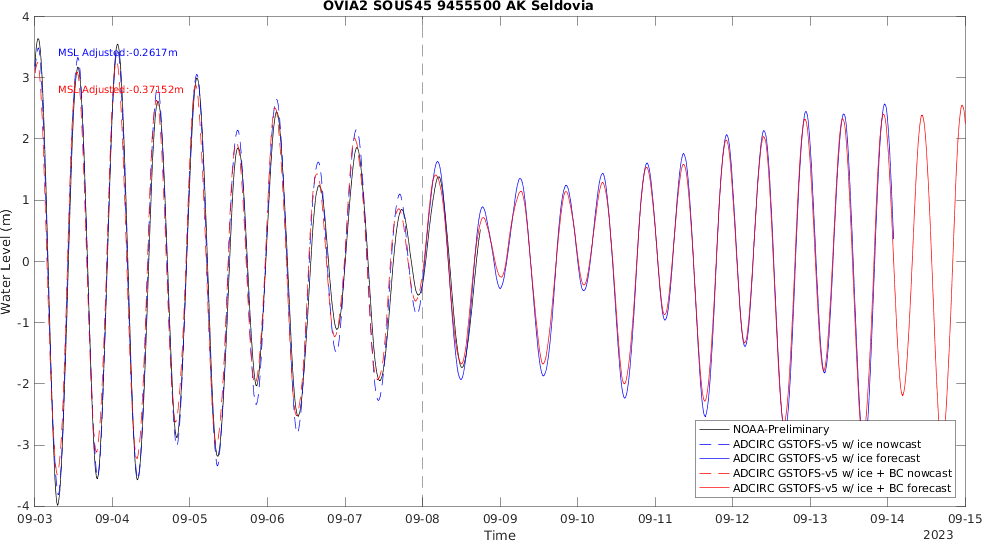 OVIA2 SOUS45 9455500 AK Seldovia
4
3
2
1
0
-1
-2
-3
-4
Water Level (m)
MSL Adjusted:-0.2617m
MSL Adjusted:-0.37152m
NOAA-Preliminary
ADCIRC GSTOFS-v5 w/ ice nowcast
ADCIRC GSTOFS-v5 w/ ice forecast
ADCIRC GSTOFS-v5 w/ ice + BC nowcast
ADCIRC GSTOFS-v5 w/ ice + BC forecast
09-03 09-04 09-05 09-06 09-07 09-08 09-09 09-10 09-11 09-12 09-13 09-14 09-15
Time
2023